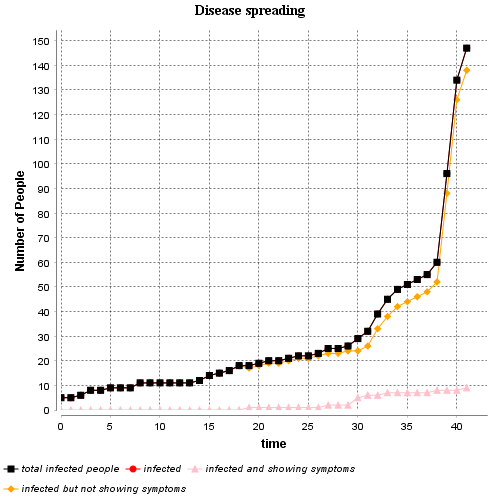 Disease spreading
Number of People
150
140
130
120
110
100
90
80
70
60
50
40
30
20
10
0
0 5 10 15 20 25 30 35 40
time
total infected people infected infected and showing symptoms
infected but not showing symptoms